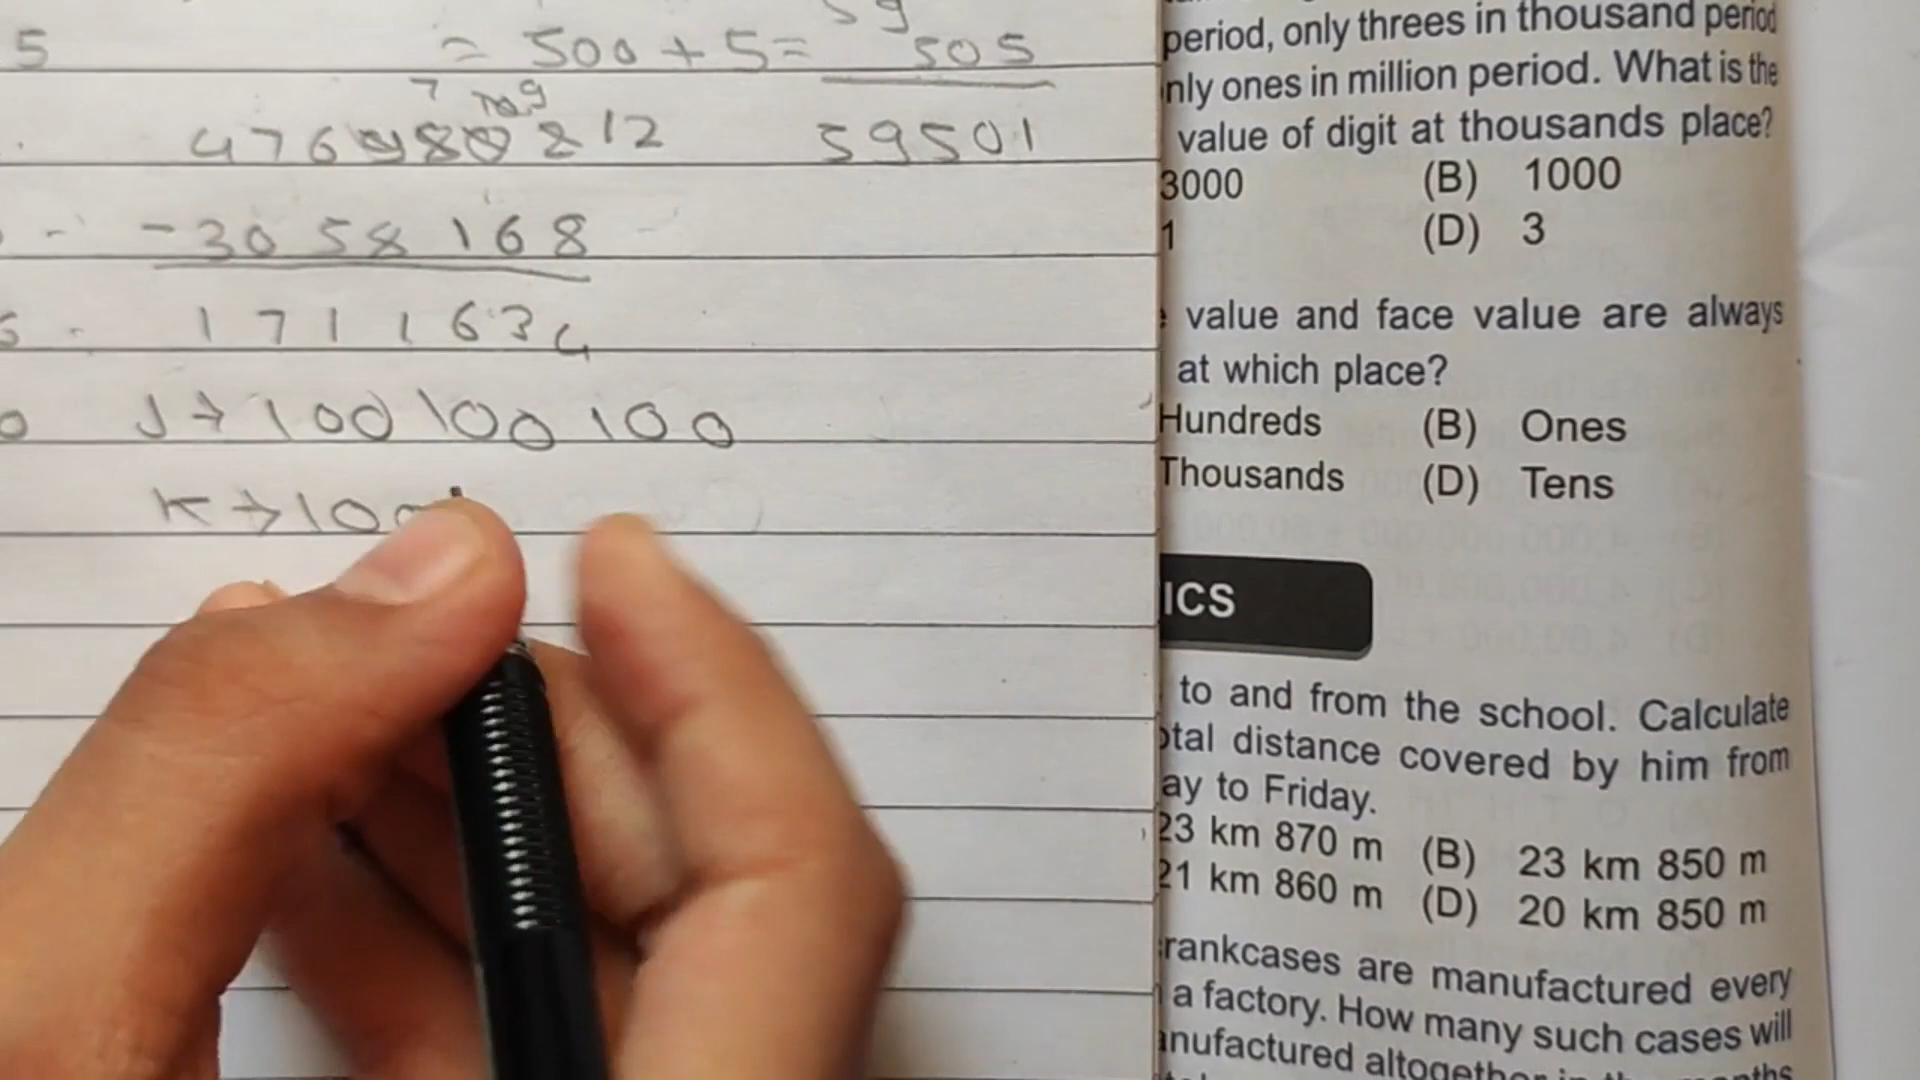 5 = 500 + 5 = 505
59501
- 3058168
1711634
J → 100 100 100
K → 100
period, only threes in thousand period
only ones in million period. What is the
value of digit at thousands place?
3000 (B) 1000
1 (D) 3
value and face value are always
at which place?
Hundreds (B) Ones
Thousands (D) Tens
ICS
to and from the school. Calculate
total distance covered by him from
ay to Friday.
23 km 870 m (B) 23 km 850 m
21 km 860 m (D) 20 km 850 m
rankcases are manufactured every
a factory. How many such cases will
anufactured altogether in